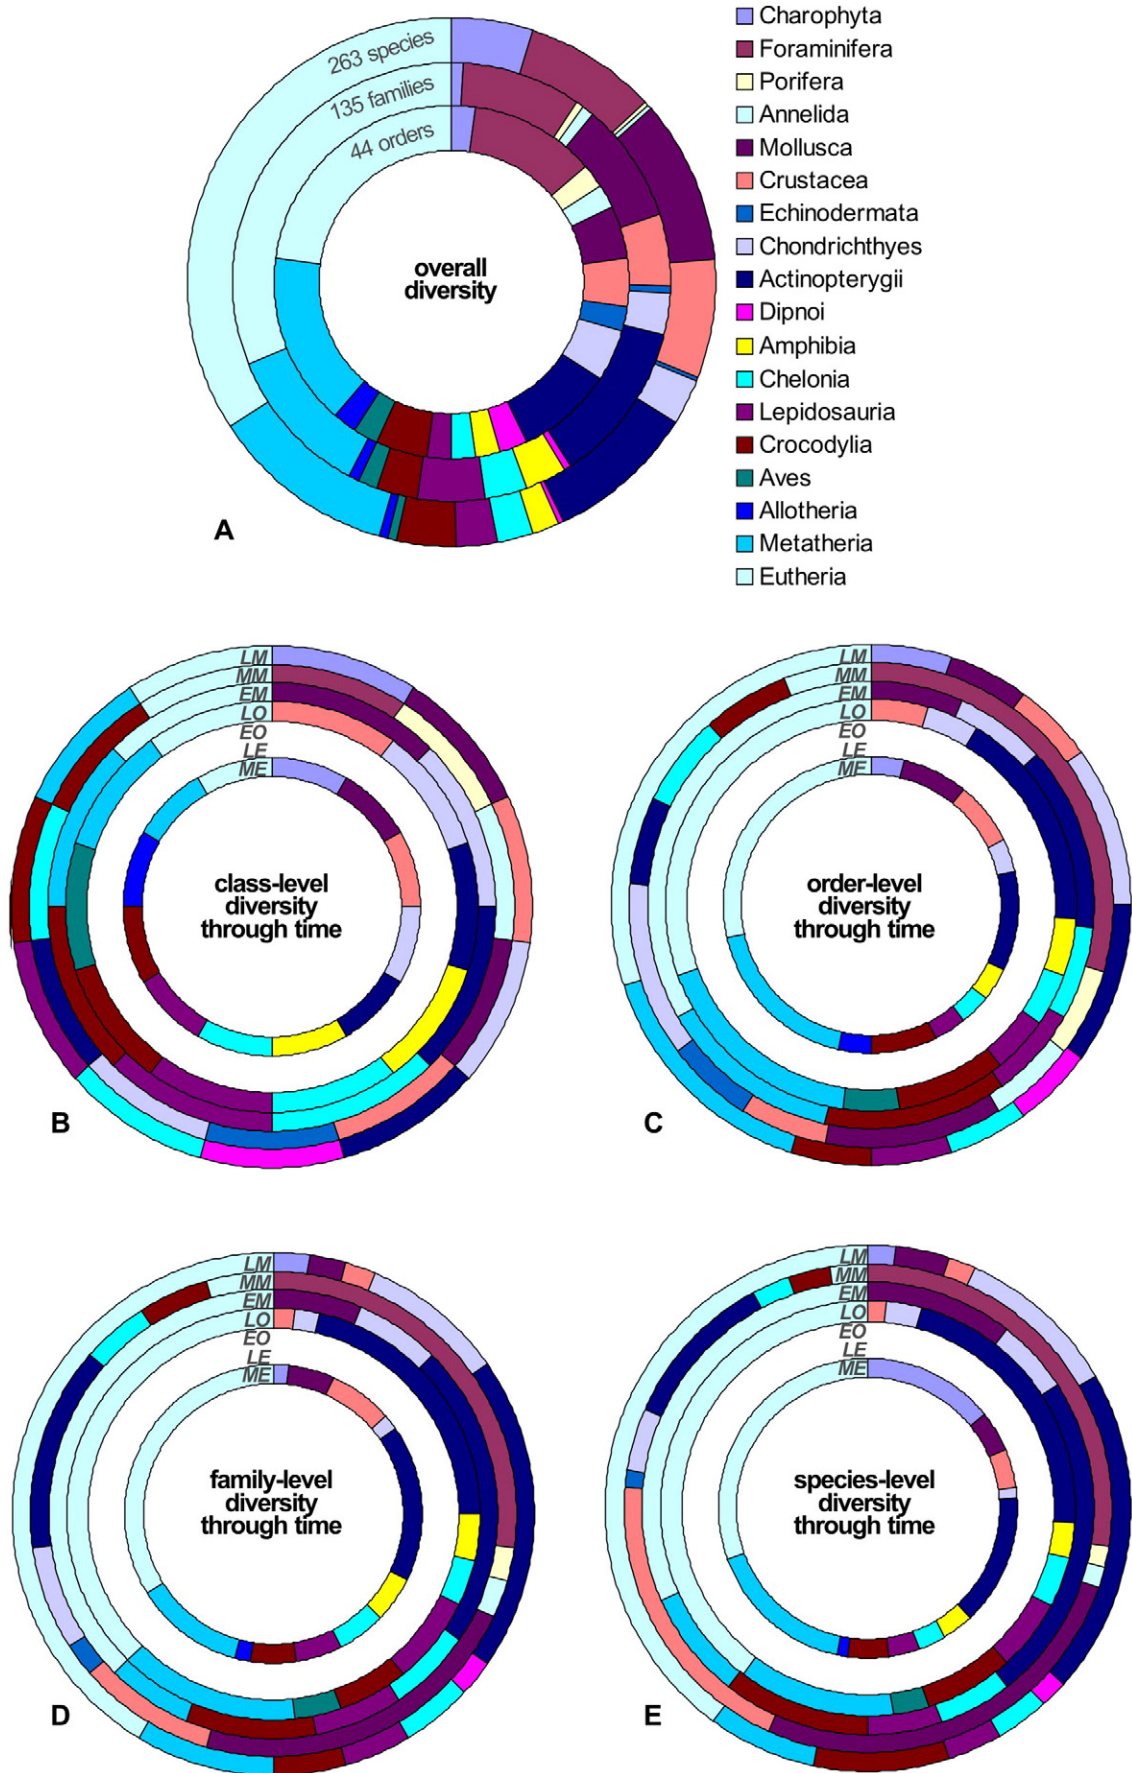 263 species
135 families
44 orders
overall
diversity
A
Charophyta
Foraminifera
Porifera
Annelida
Mollusca
Crustacea
Echinodermata
Chondrichthyes
Actinopterygii
Dipnoi
Amphibia
Chelonia
Lepidosauria
Crocodylia
Aves
Allotheria
Metatheria
Eutheria
LM
MM
EM
LO
EO
LE
ME
class-level
diversity
through time
B
LM
MM
EM
LO
EO
LE
ME
order-level
diversity
through time
C
LM
MM
EM
LO
EO
LE
ME
family-level
diversity
through time
D
LM
MM
EM
LO
EO
LE
ME
species-level
diversity
through time
E